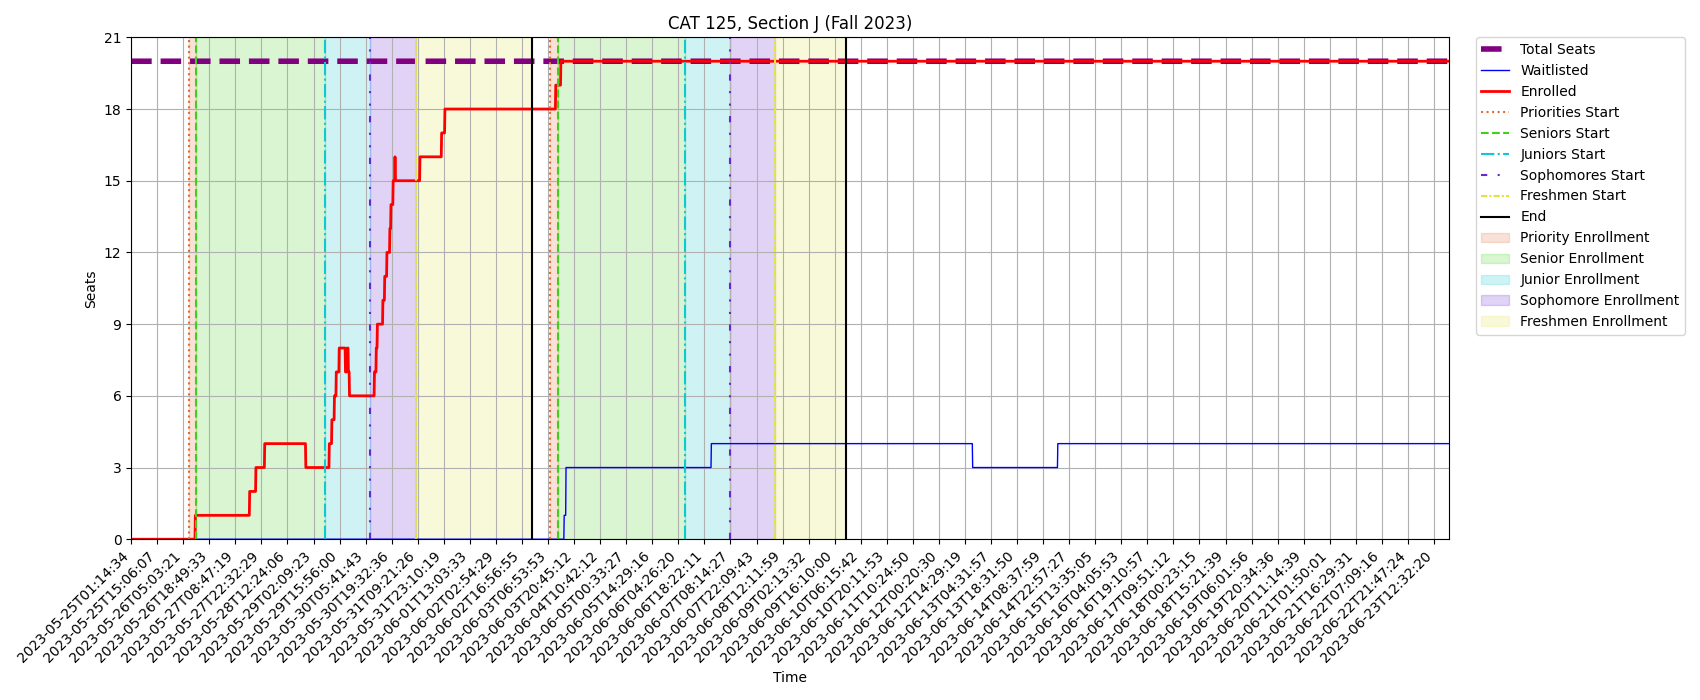 CAT 125, Section J (Fall 2023)
Seats
21
18
15
12
9
6
3
0
2023-05-25T01:14:34
2023-05-25T15:06:07
2023-05-26T05:03:21
2023-05-26T18:49:33
2023-05-27T08:47:19
2023-05-27T22:32:29
2023-05-28T12:24:06
2023-05-29T02:09:23
2023-05-29T15:56:00
2023-05-30T05:41:43
2023-05-30T19:32:36
2023-05-31T09:21:26
2023-05-31T23:10:19
2023-06-01T13:03:33
2023-06-02T02:54:29
2023-06-02T16:56:55
2023-06-03T06:53:53
2023-06-03T20:45:12
2023-06-04T10:42:12
2023-06-05T00:33:27
2023-06-05T14:29:16
2023-06-06T04:26:20
2023-06-06T18:22:11
2023-06-07T08:14:27
2023-06-07T22:09:43
2023-06-08T12:11:59
2023-06-09T02:13:32
2023-06-09T16:10:00
2023-06-10T06:15:42
2023-06-10T20:11:53
2023-06-11T10:24:50
2023-06-12T00:20:30
2023-06-12T14:29:19
2023-06-13T04:31:57
2023-06-13T18:31:50
2023-06-14T08:37:59
2023-06-14T22:57:27
2023-06-15T13:35:05
2023-06-16T04:05:53
2023-06-16T19:10:57
2023-06-17T09:51:12
2023-06-18T00:23:15
2023-06-18T15:21:39
2023-06-19T06:01:56
2023-06-19T20:34:36
2023-06-20T11:14:39
2023-06-21T01:50:01
2023-06-21T16:29:31
2023-06-22T07:09:16
2023-06-22T21:47:24
2023-06-23T12:32:20
Time
Total Seats
Waitlisted
Enrolled
Priorities Start
Seniors Start
Juniors Start
Sophomores Start
Freshmen Start
End
Priority Enrollment
Senior Enrollment
Junior Enrollment
Sophomore Enrollment
Freshmen Enrollment